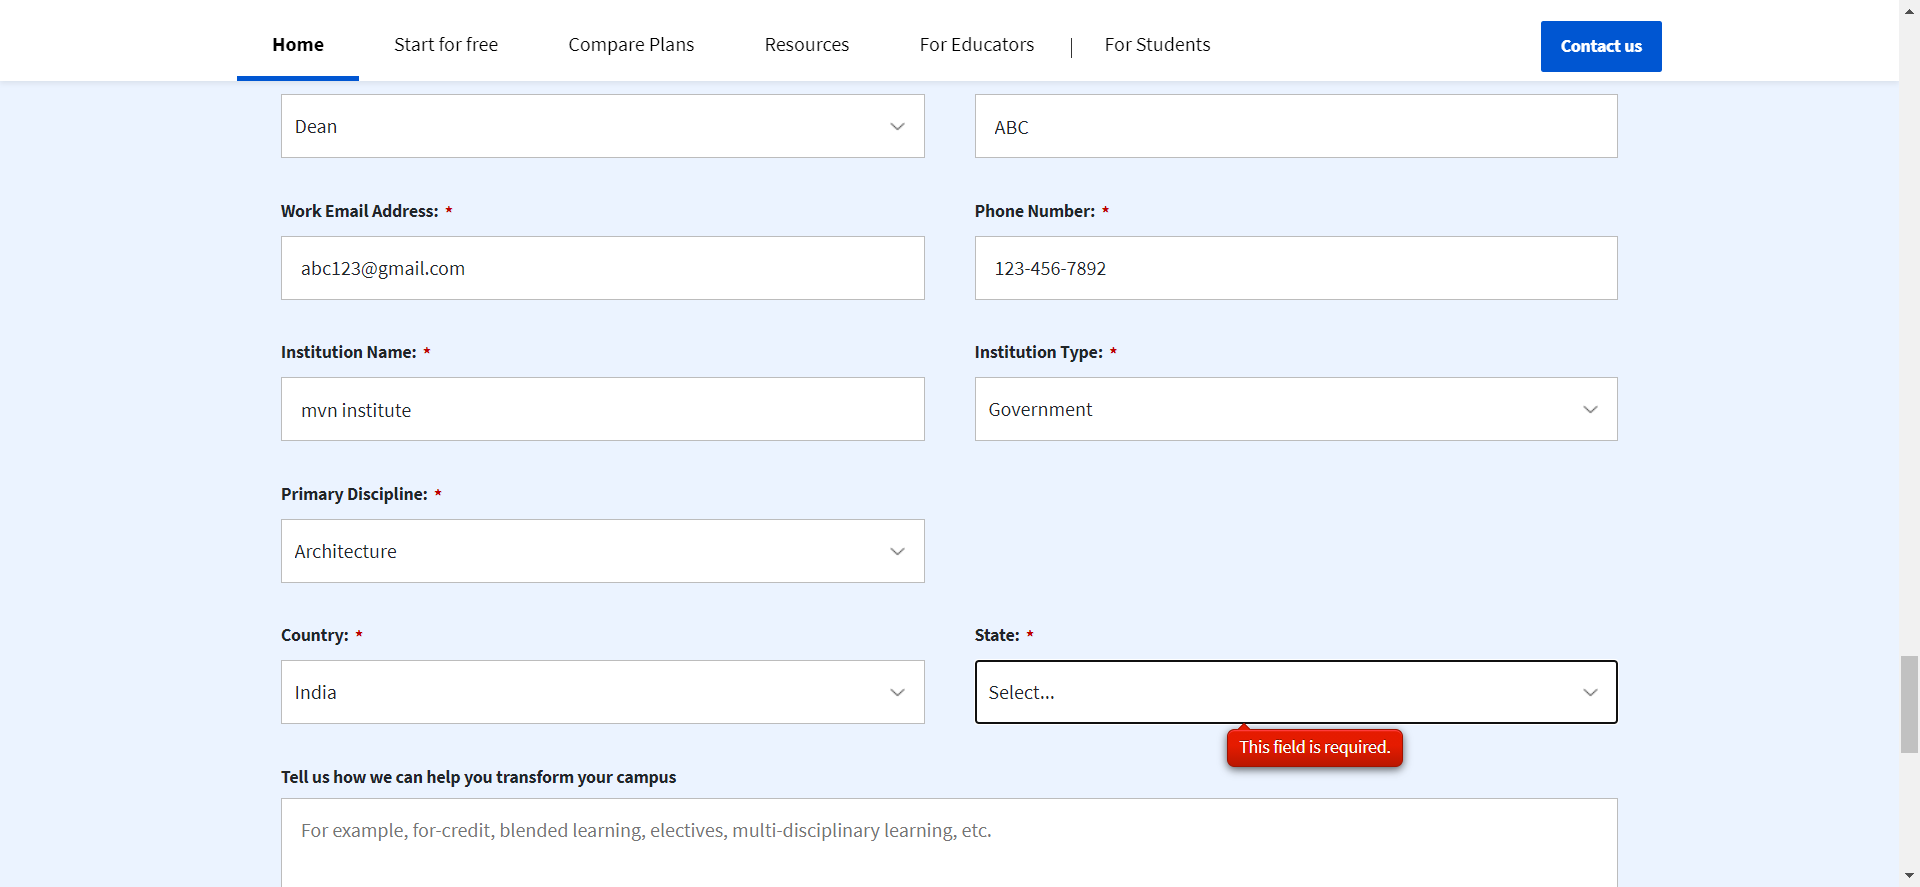 Home Start for free Compare Plans Resources For Educators | For Students Contact us
Dean ABC
Work Email Address: * Phone Number: *
abc123@gmail.com 123-456-7892
Institution Name: * Institution Type: *
mvn institute Government
Primary Discipline: *
Architecture
Country: * State: *
India Select...
This field is required.
Tell us how we can help you transform your campus
For example, for-credit, blended learning, electives, multi-disciplinary learning, etc.